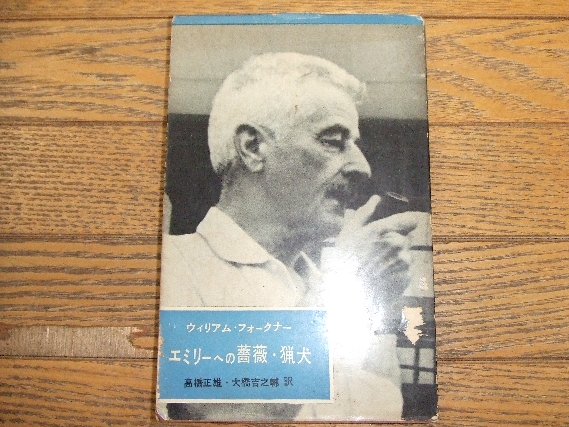 ウィリアム・フォークナー
エミリーへの薔薇・猟犬
高橋正雄・大橋吉之輔 訳